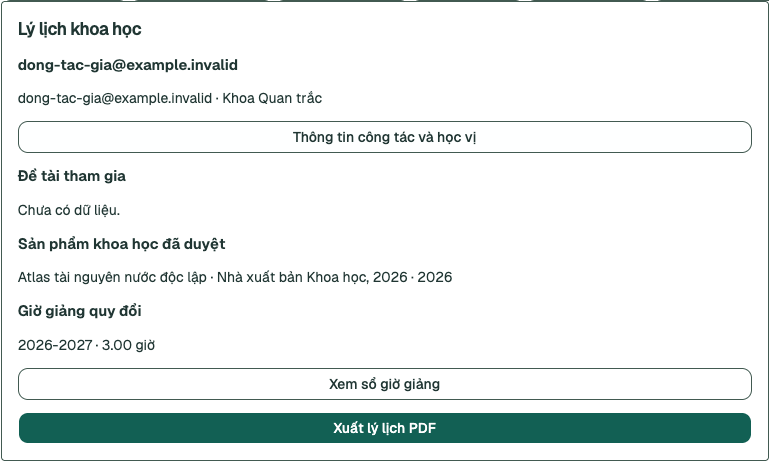 Lý lịch khoa học
dong-tac-gia@example.invalid
dong-tac-gia@example.invalid · Khoa Quan trắc
Thông tin công tác và học vị
Đề tài tham gia
Chưa có dữ liệu.
Sản phẩm khoa học đã duyệt
Atlas tài nguyên nước độc lập · Nhà xuất bản Khoa học, 2026 · 2026
Giờ giảng quy đổi
2026-2027 · 3.00 giờ
Xem sổ giờ giảng
Xuất lý lịch PDF